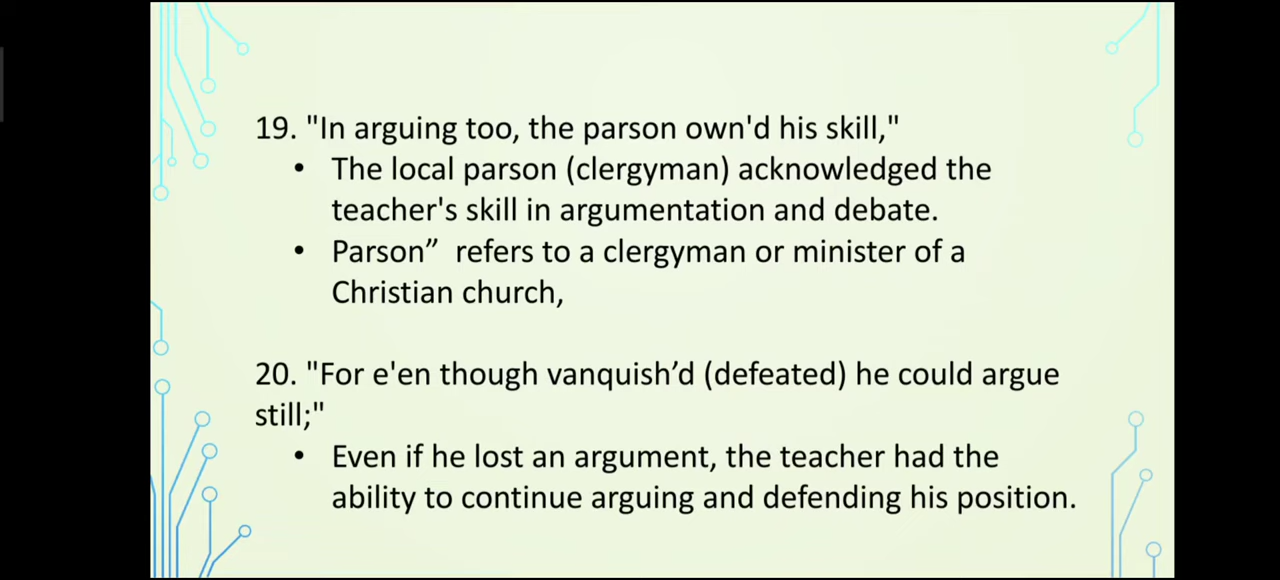 19. "In arguing too, the parson own'd his skill,"
• The local parson (clergyman) acknowledged the
teacher's skill in argumentation and debate.
• Parson” refers to a clergyman or minister of a
Christian church,
20. "For e'en though vanquish’d (defeated) he could argue
still;"
• Even if he lost an argument, the teacher had the
ability to continue arguing and defending his position.